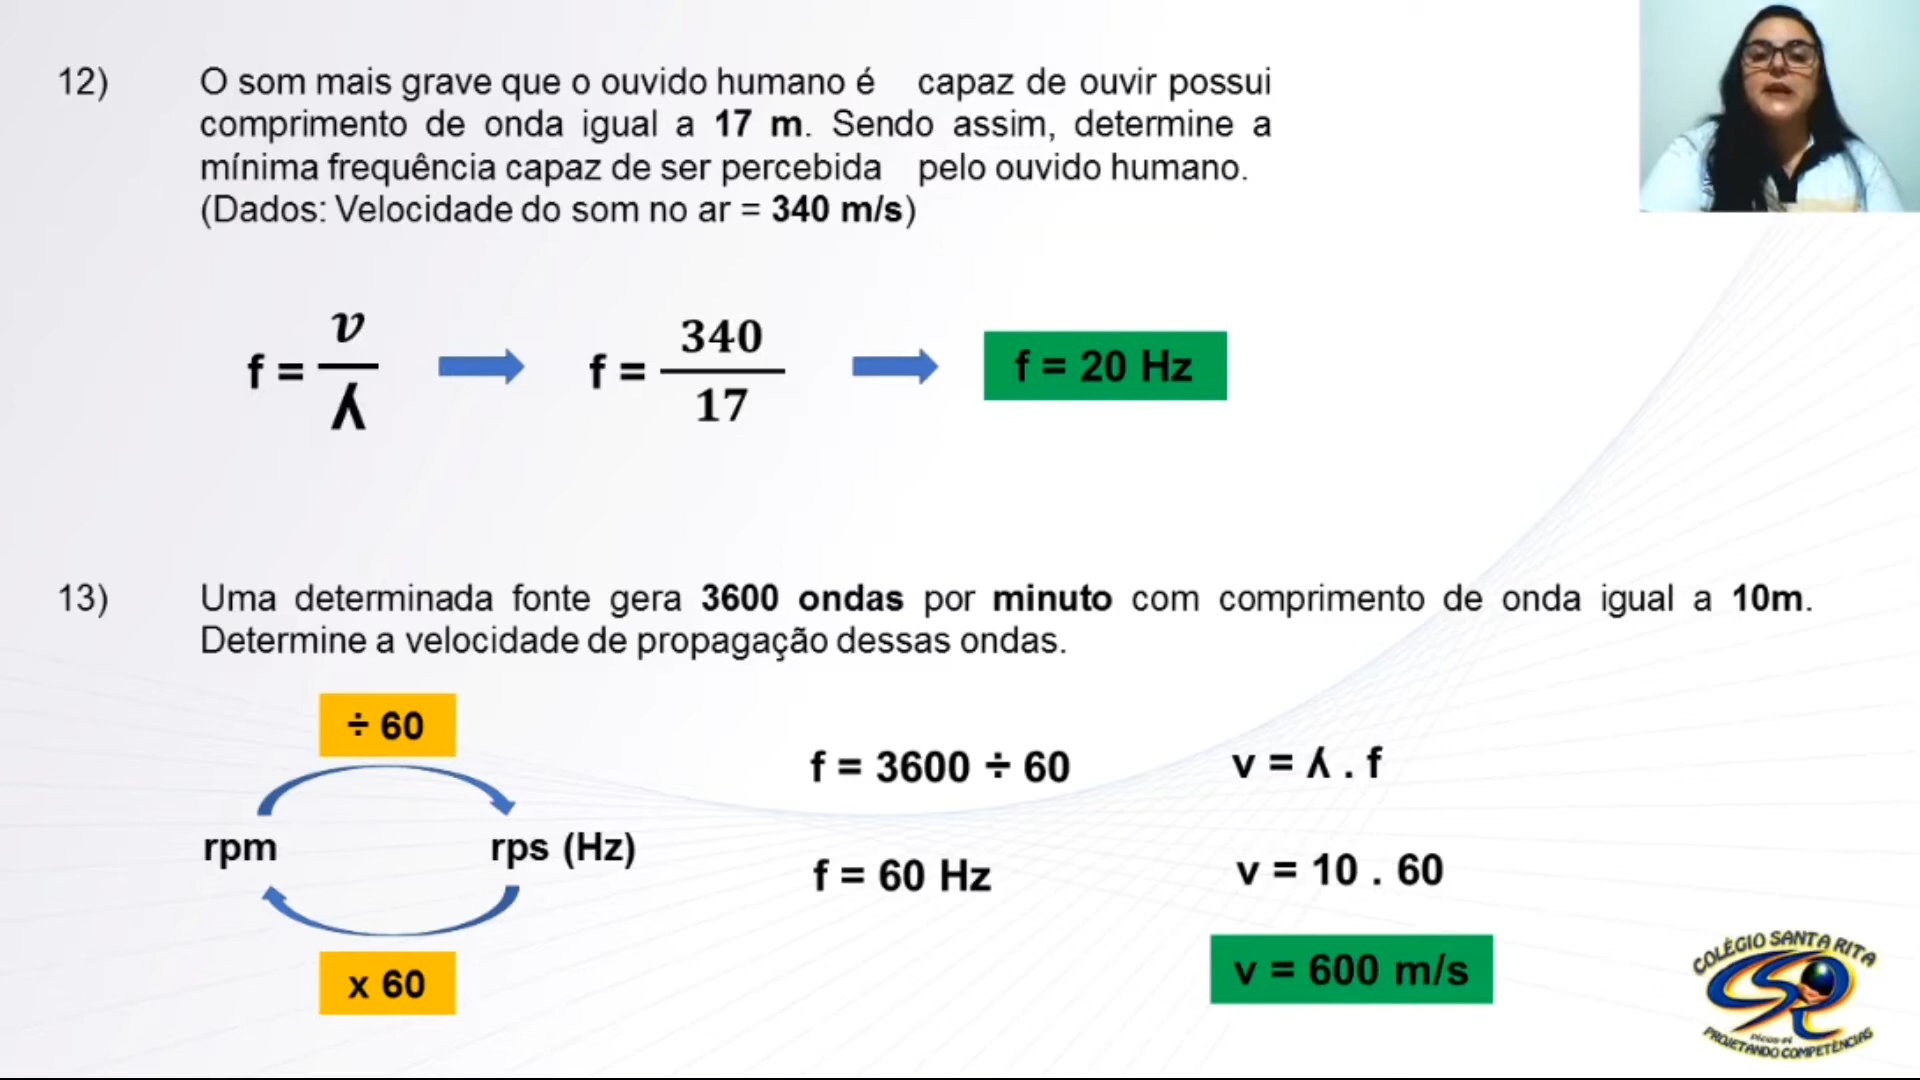 12) O som mais grave que o ouvido humano é capaz de ouvir possui
comprimento de onda igual a 17 m. Sendo assim, determine a
mínima frequência capaz de ser percebida pelo ouvido humano.
(Dados: Velocidade do som no ar = 340 m/s)
f = v/ʎ
f = 340/17
f = 20 Hz
13) Uma determinada fonte gera 3600 ondas por minuto com comprimento de onda igual a 10m.
Determine a velocidade de propagação dessas ondas.
÷ 60
rpm
rps (Hz)
x 60
f = 3600 ÷ 60
f = 60 Hz
v = ʎ . f
v = 10 . 60
v = 600 m/s
COLÉGIO SANTA RITA
PROJETANDO COMPETÊNCIAS